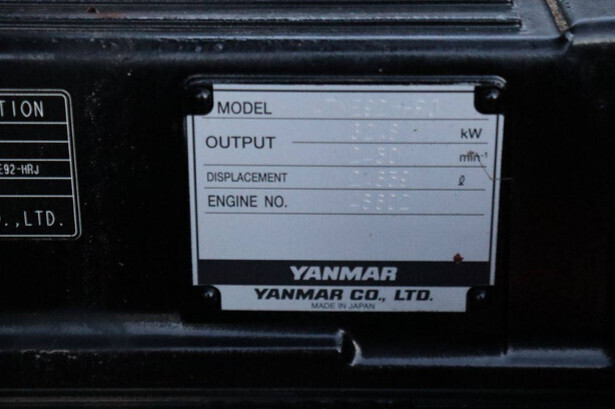 TION
E92-HRJ
O.,LTD.
MODEL
OUTPUT kW
min-¹
DISPLACEMENT ℓ
ENGINE NO.
YANMAR
YANMAR CO., LTD.
MADE IN JAPAN